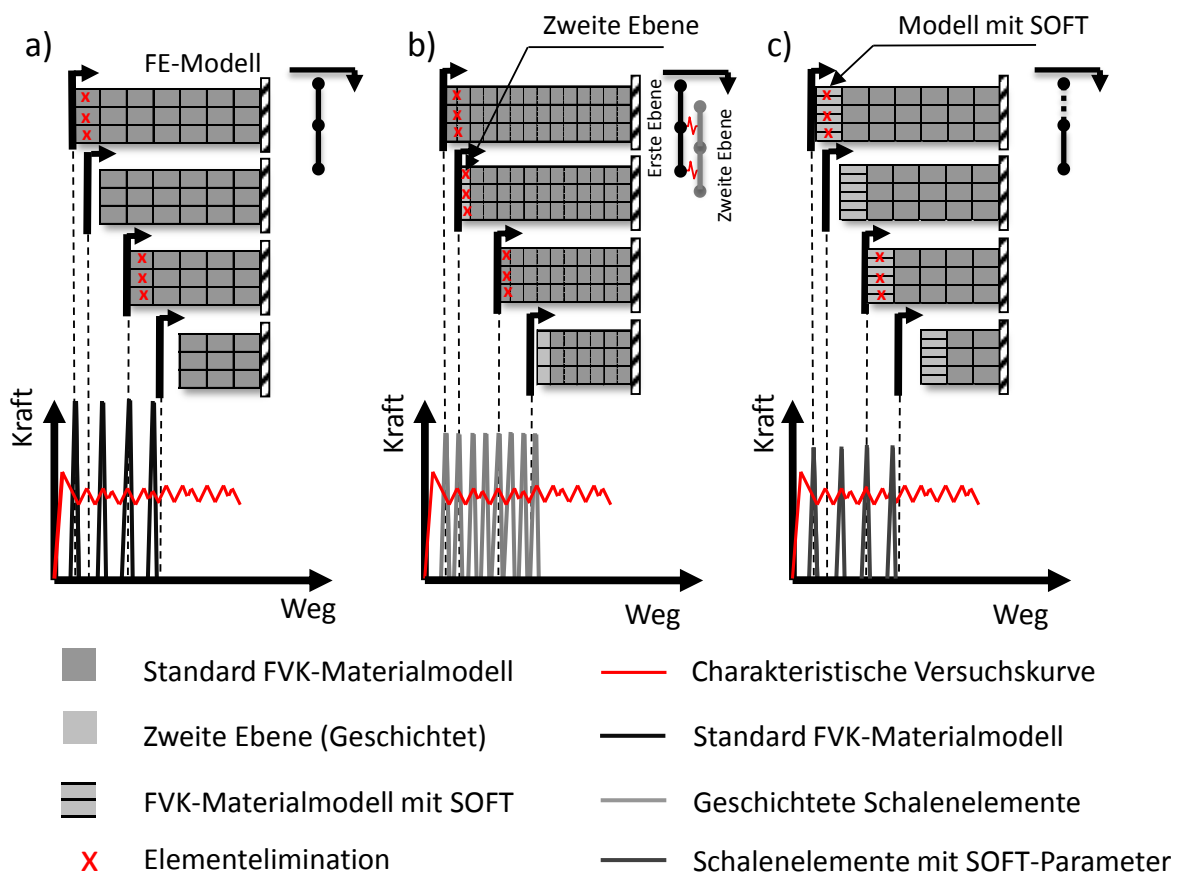 a)
FE-Modell
x
x
x
x
x
x
Kraft
Weg
b)
Zweite Ebene
Erste Ebene
Zweite Ebene
x
x
x
x
x
x
x
x
x
Kraft
Weg
c)
Modell mit SOFT
x
x
x
x
x
x
Kraft
Weg
Standard FVK-Materialmodell
Zweite Ebene (Geschichtet)
FVK-Materialmodell mit SOFT
x Elementelimination
Charakteristische Versuchskurve
Standard FVK-Materialmodell
Geschichtete Schalenelemente
Schalenelemente mit SOFT-Parameter